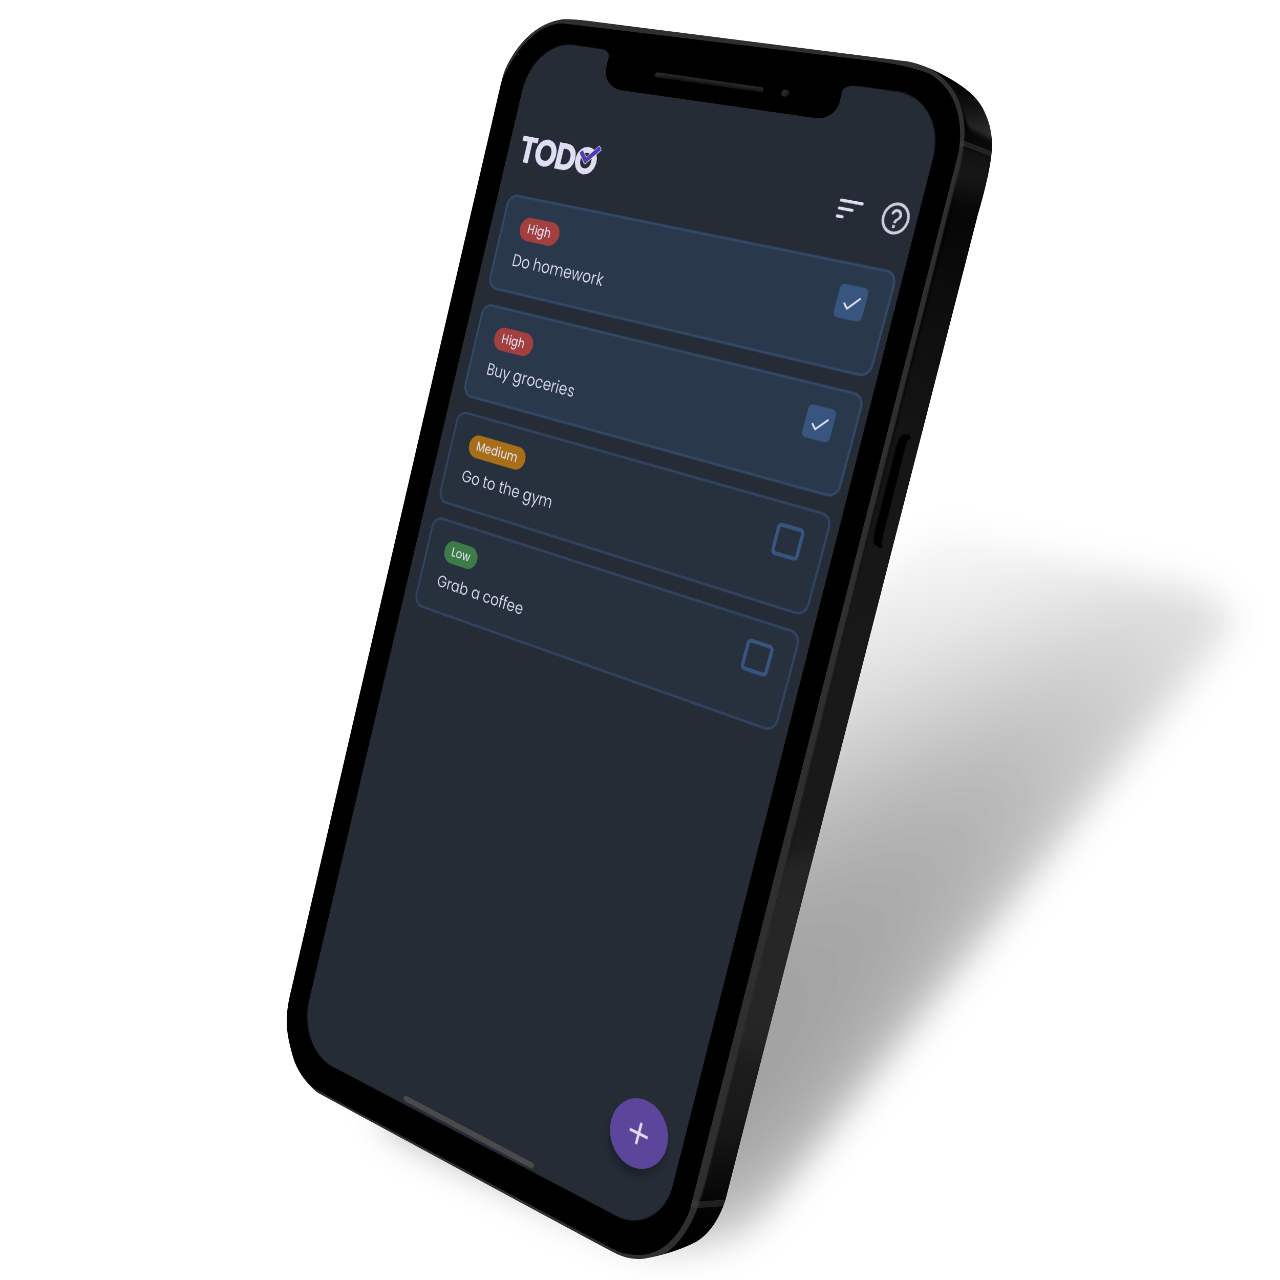 TODO
High
Do homework
High
Buy groceries
Medium
Go to the gym
Low
Grab a coffee